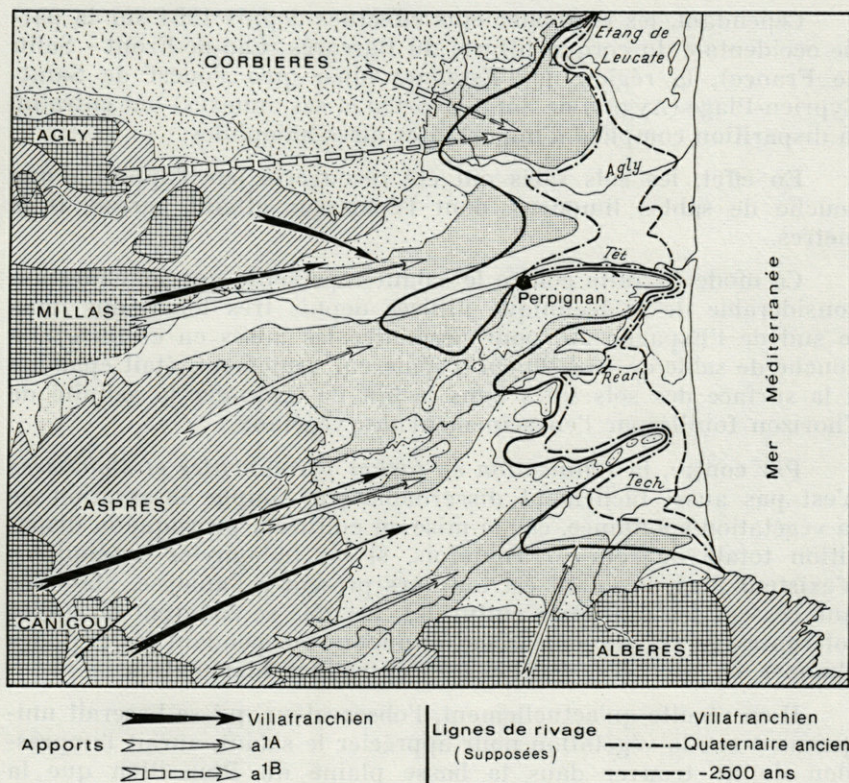 Etang de
Leucate
CORBIERES
AGLY
Agly
Têt
MILLAS
Perpignan
Mer Méditerranée
Réart
ASPRES
Tech
CANIGOU
ALBERES
Apports
Villafranchien
a1A
a1B
Lignes de rivage
(supposées)
Villafranchien
Quaternaire ancien
-2500 ans